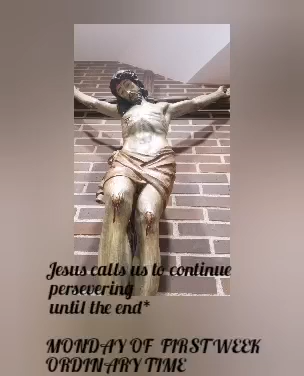 Jesus calls us to continue
persevering
until the end*
MONDAY OF FIRST WEEK
ORDINARY TIME